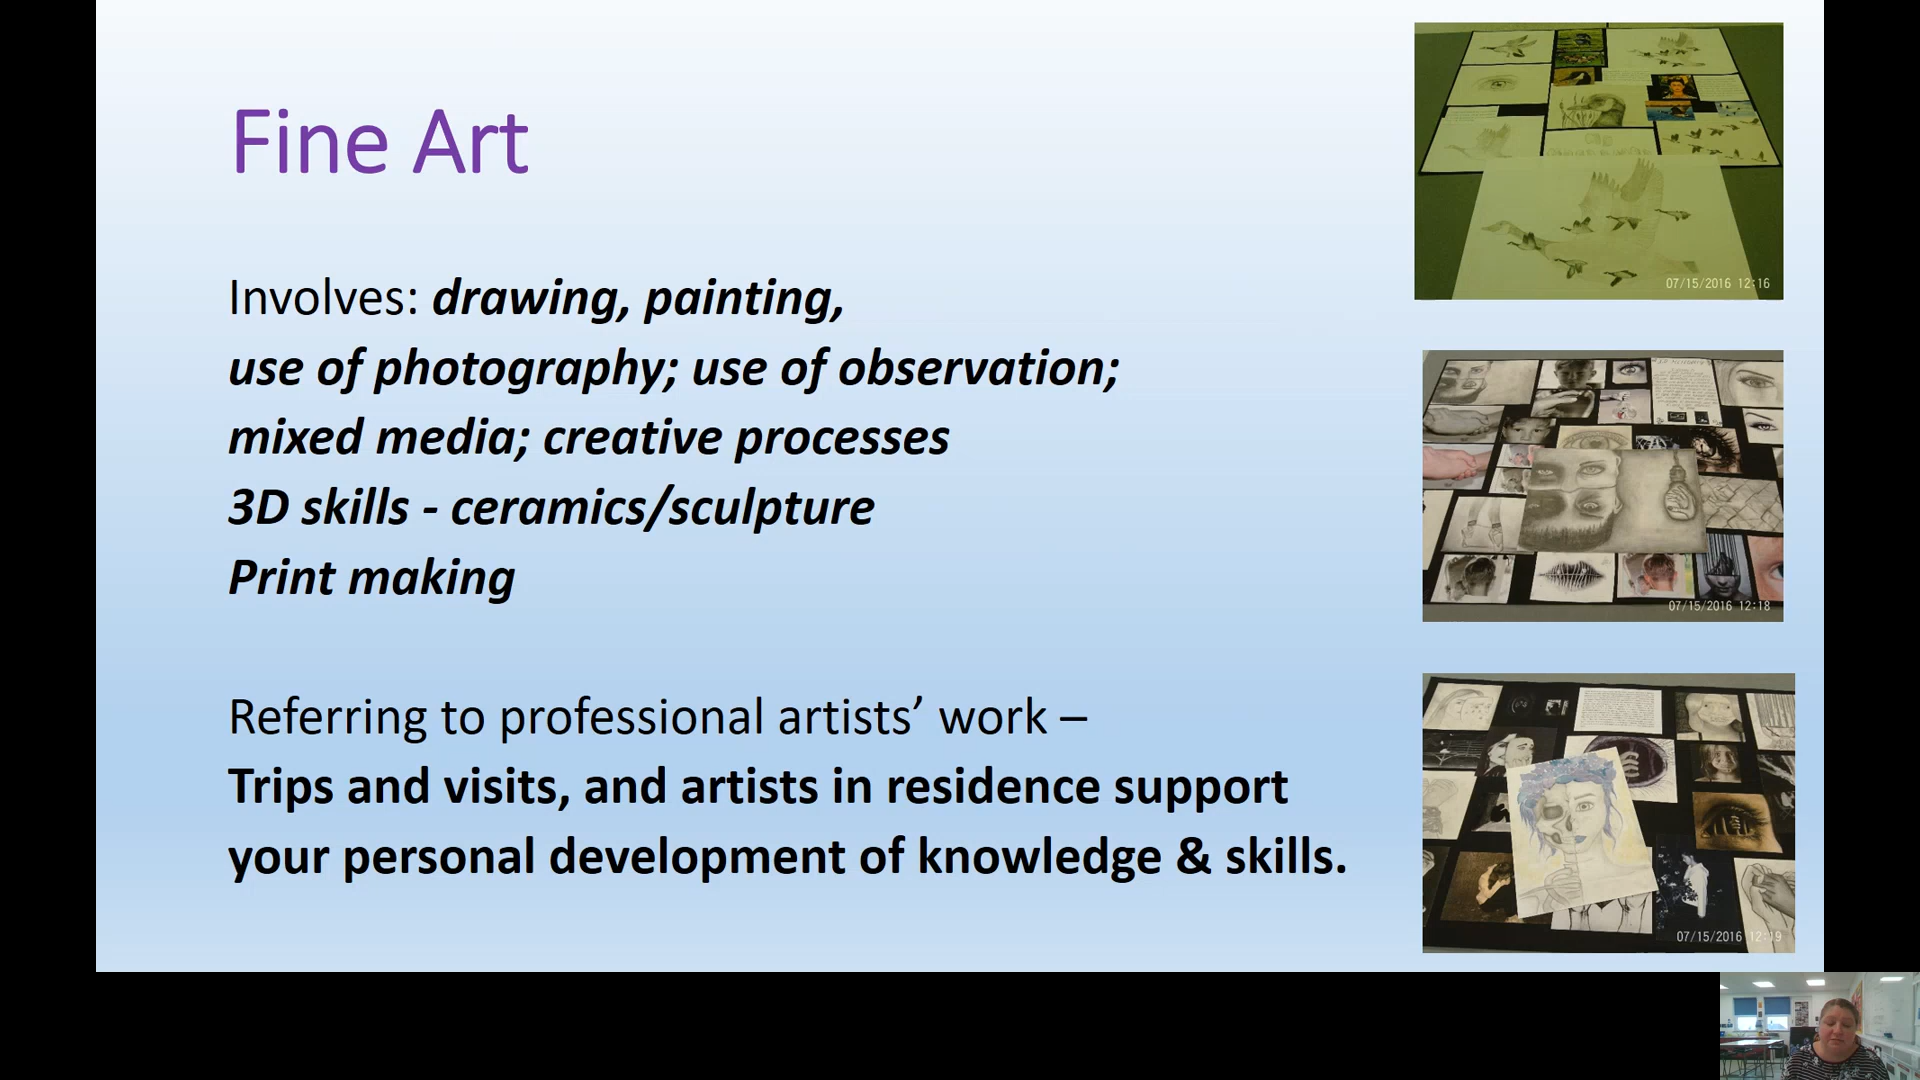 Fine Art
Involves: drawing, painting,
use of photography; use of observation;
mixed media; creative processes
3D skills - ceramics/sculpture
Print making
Referring to professional artists’ work –
Trips and visits, and artists in residence support
your personal development of knowledge & skills.
07/15/2016 12:16
07/15/2016 12:18
07/15/2016 12:19